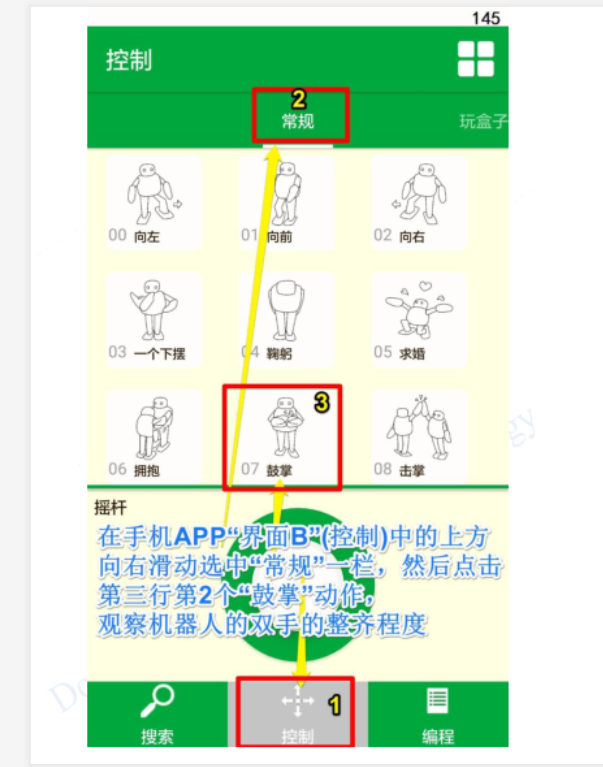 145
控制
2
常规
玩盒子
00 向左
01 向前
02 向右
03 一个下摆
04 鞠躬
05 求婚
3
06 拥抱
07 鼓掌
08 击掌
摇杆
在手机APP“界面B”(控制)中的上方
向右滑动选中“常规”一栏，然后点击
第三行第2个“鼓掌”动作，
观察机器人的双手的整齐程度
1
搜索
控制
编程